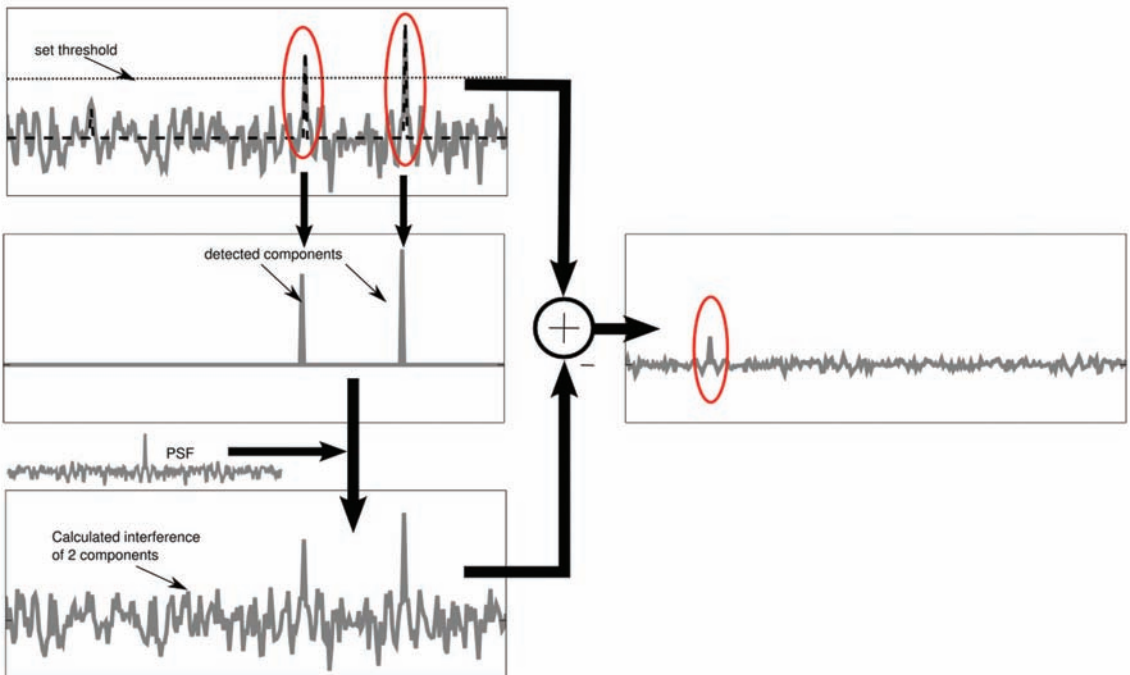 set threshold
detected components
PSF
Calculated interference
of 2 components